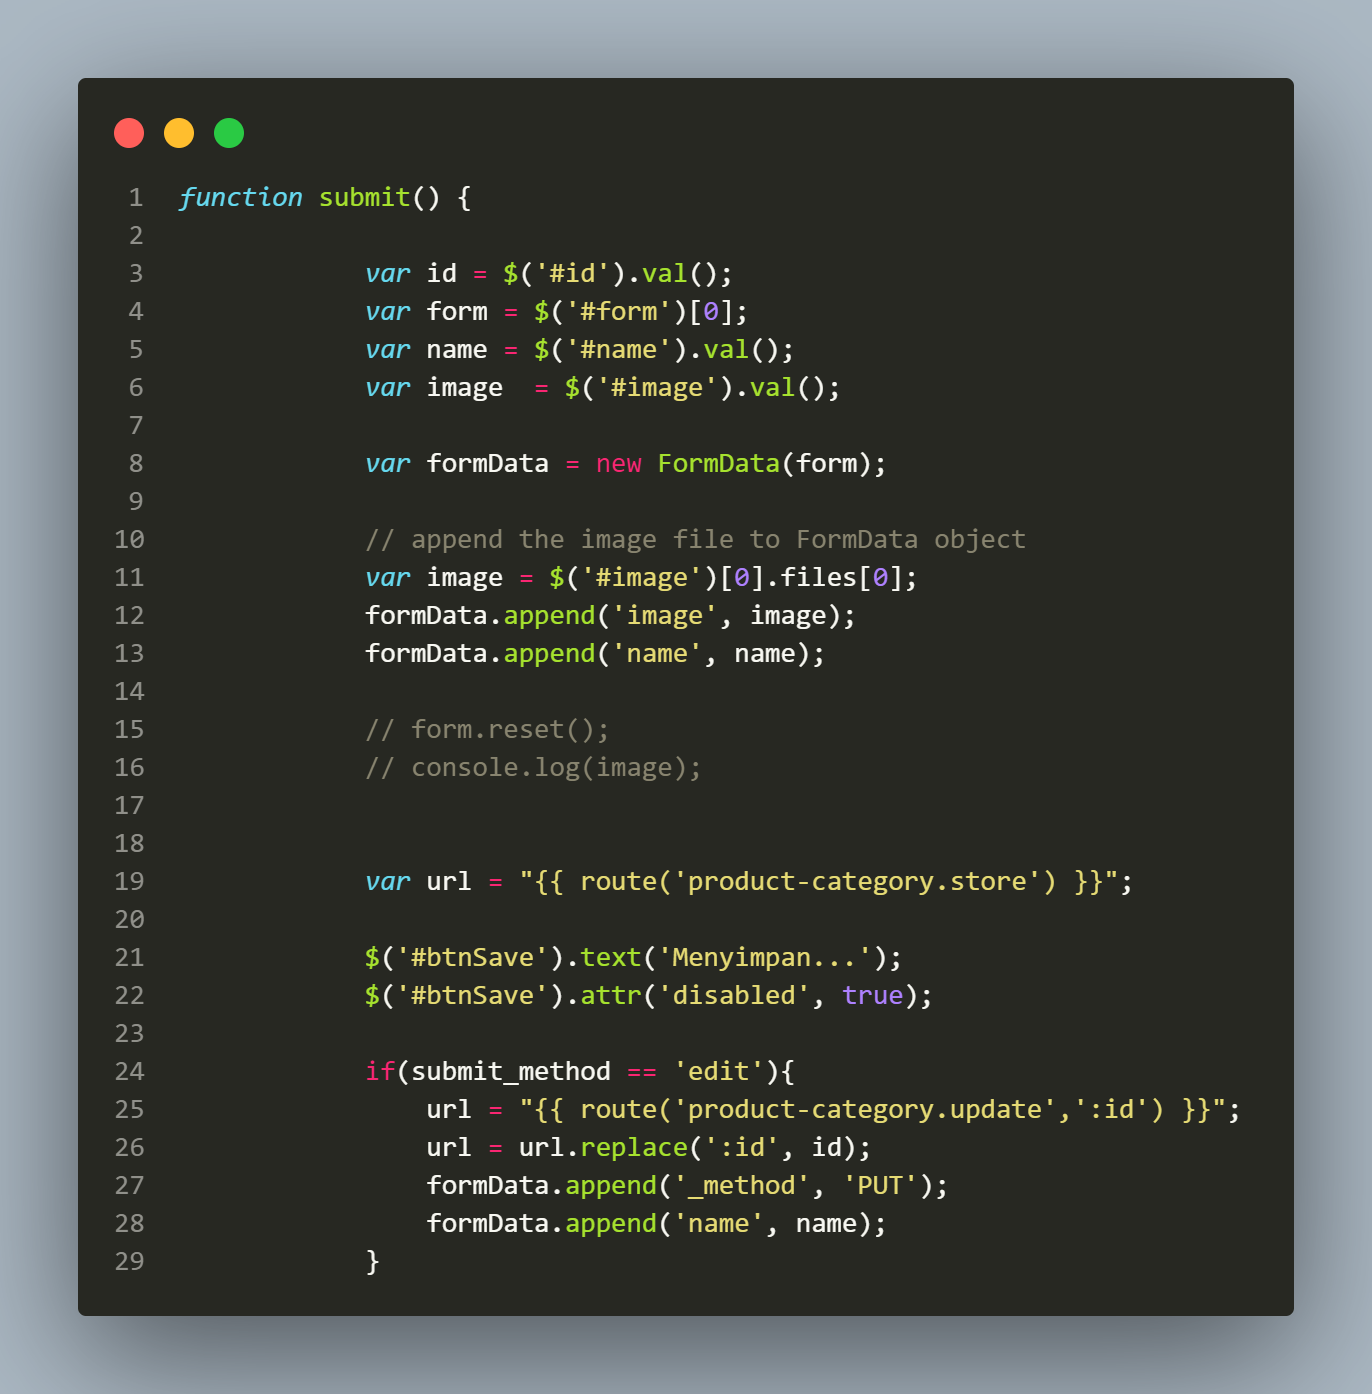 1 function submit() {
2
3 var id = $('#id').val();
4 var form = $('#form')[0];
5 var name = $('#name').val();
6 var image  = $('#image').val();
7
8 var formData = new FormData(form);
9
10 // append the image file to FormData object
11 var image = $('#image')[0].files[0];
12 formData.append('image', image);
13 formData.append('name', name);
14
15 // form.reset();
16 // console.log(image);
17
18
19 var url = "{{ route('product-category.store') }}";
20
21 $('#btnSave').text('Menyimpan...');
22 $('#btnSave').attr('disabled', true);
23
24 if(submit_method == 'edit'){
25 url = "{{ route('product-category.update',':id') }}";
26 url = url.replace(':id', id);
27 formData.append('_method', 'PUT');
28 formData.append('name', name);
29 }